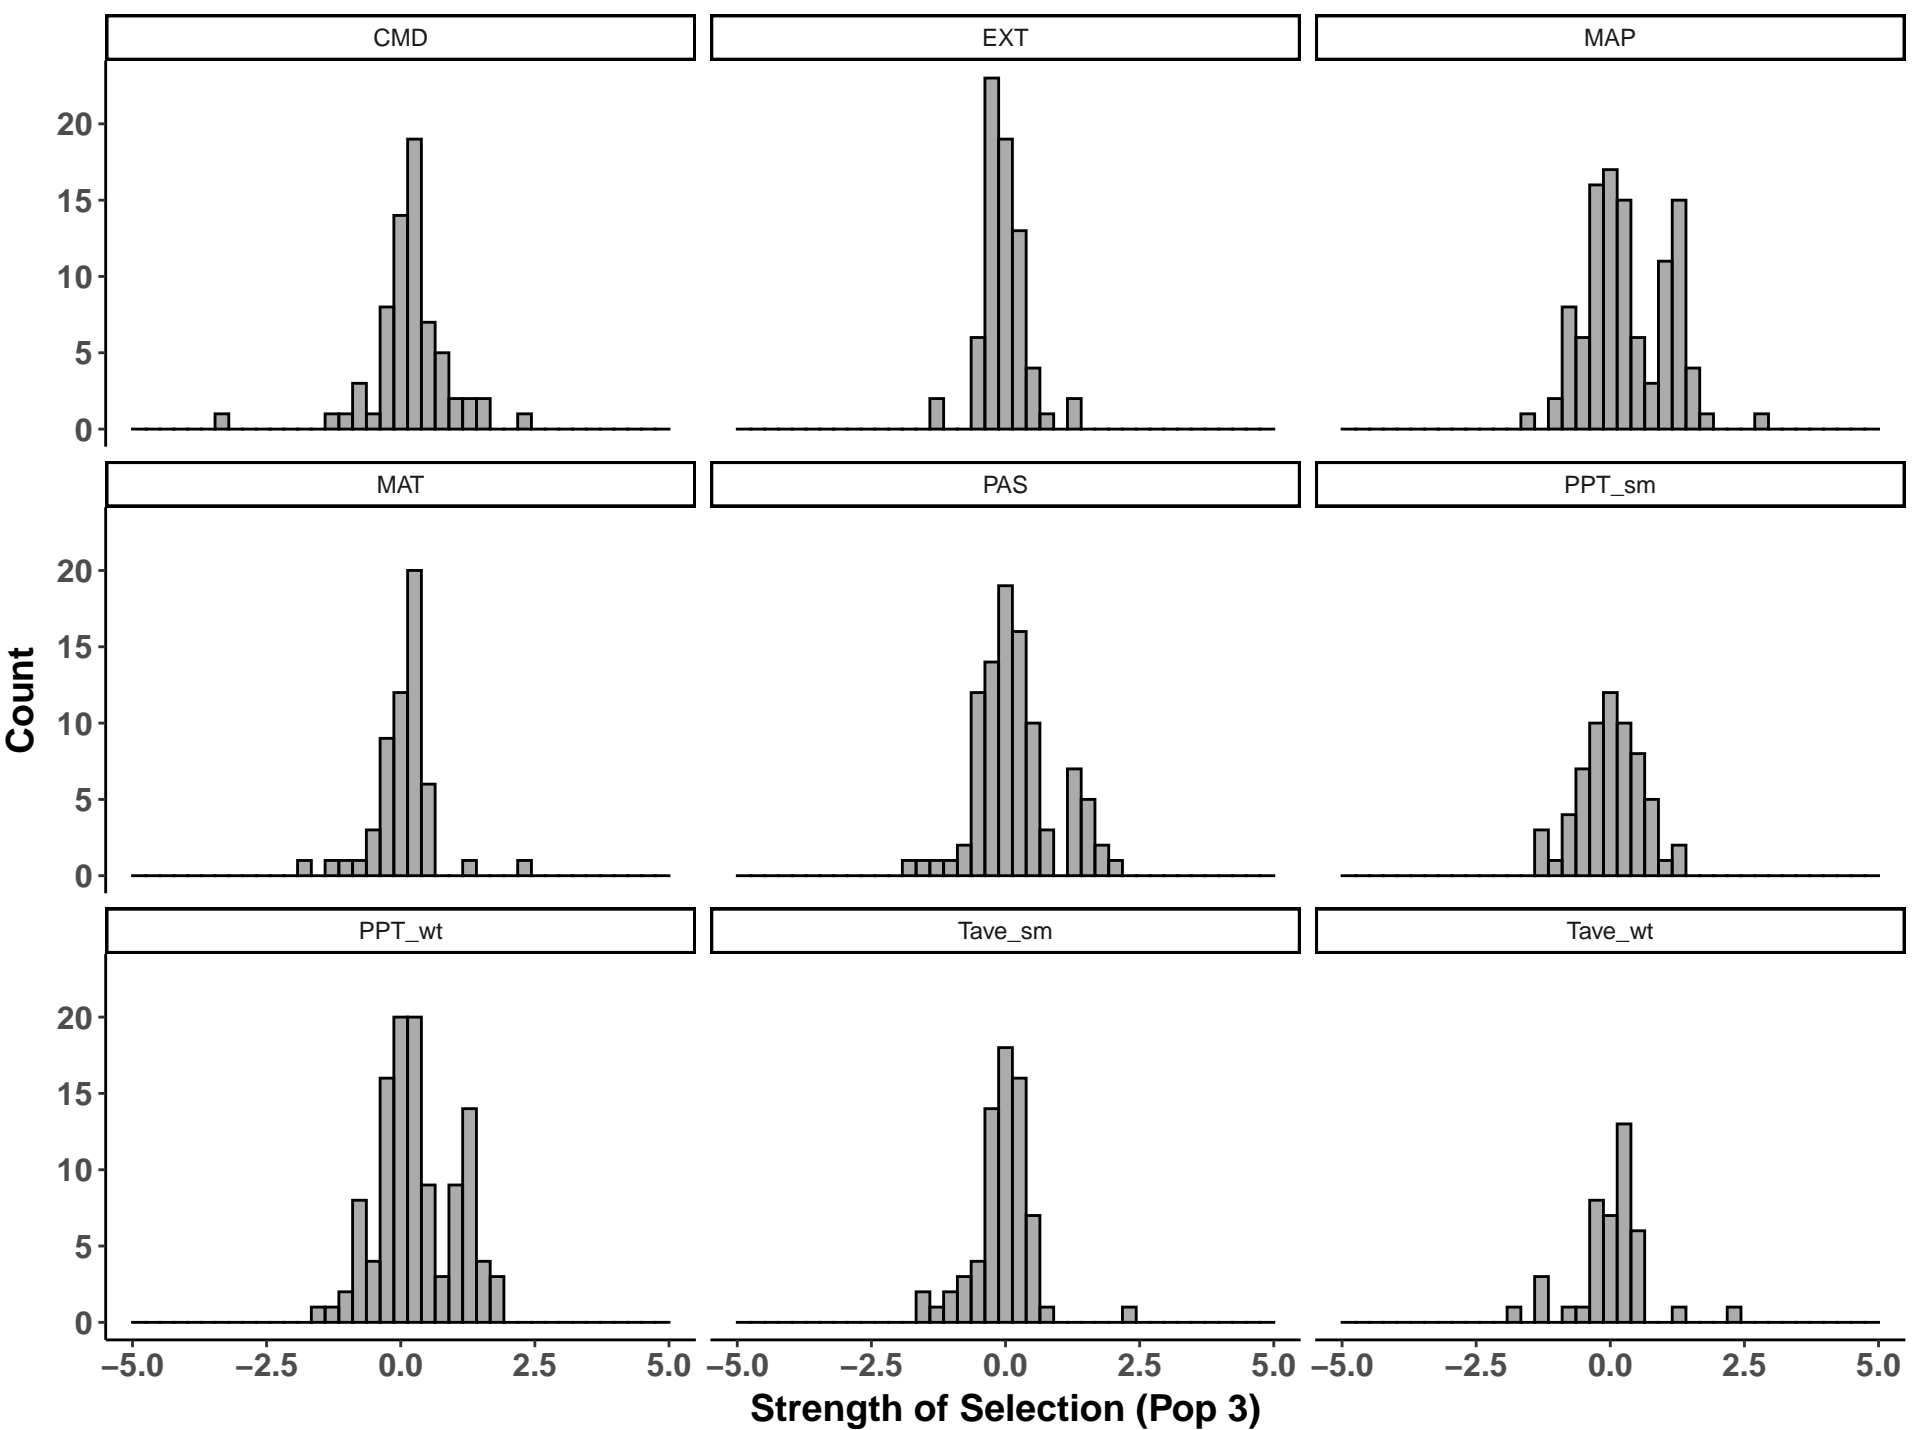 CMD EXT MAP
20
15
10
5
0
MAT PAS PPT_sm
20
15
10
5
0
PPT_wt Tave_sm Tave_wt
20
15
10
5
0
−5.0 −2.5 0.0 2.5 5.0 −5.0 −2.5 0.0 2.5 5.0 −5.0 −2.5 0.0 2.5 5.0
Count
Strength of Selection (Pop 3)